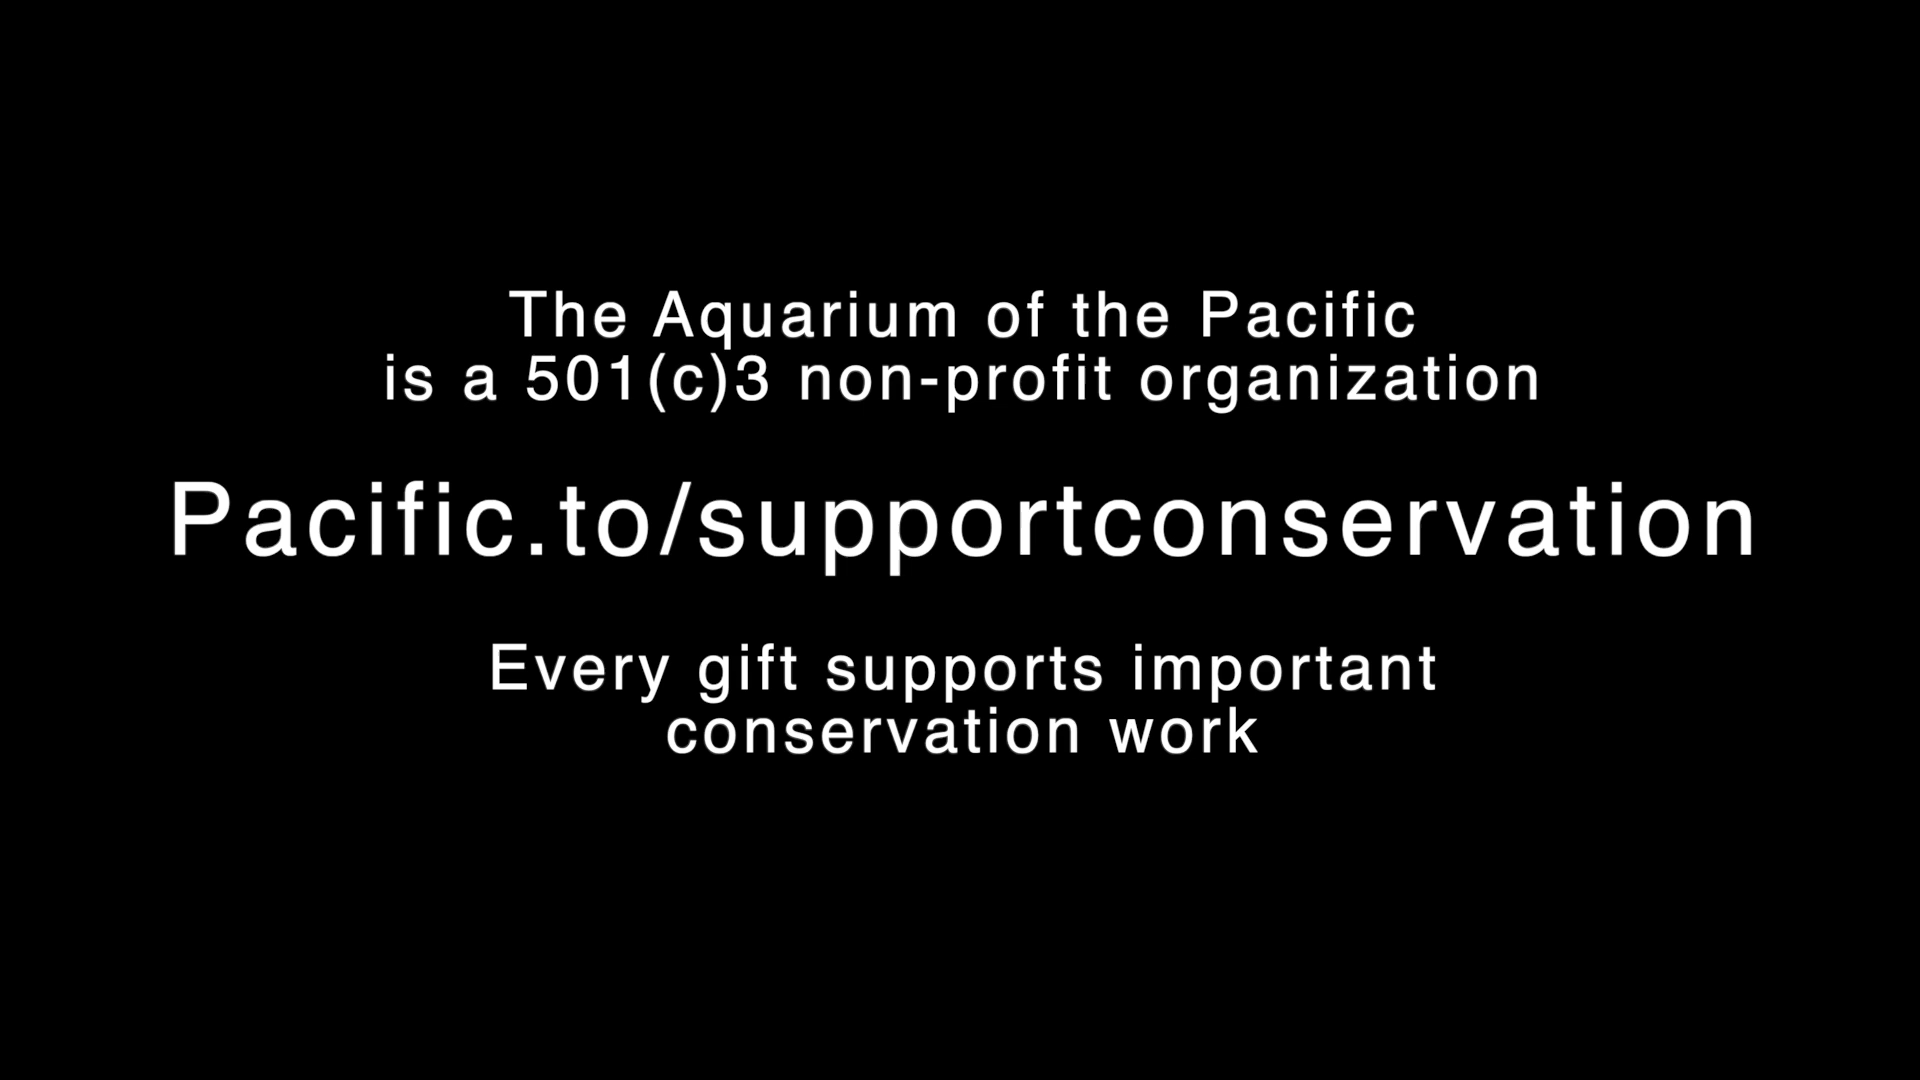 The Aquarium of the Pacific
is a 501(c)3 non-profit organization
Pacific.to/supportconservation
Every gift supports important
conservation work